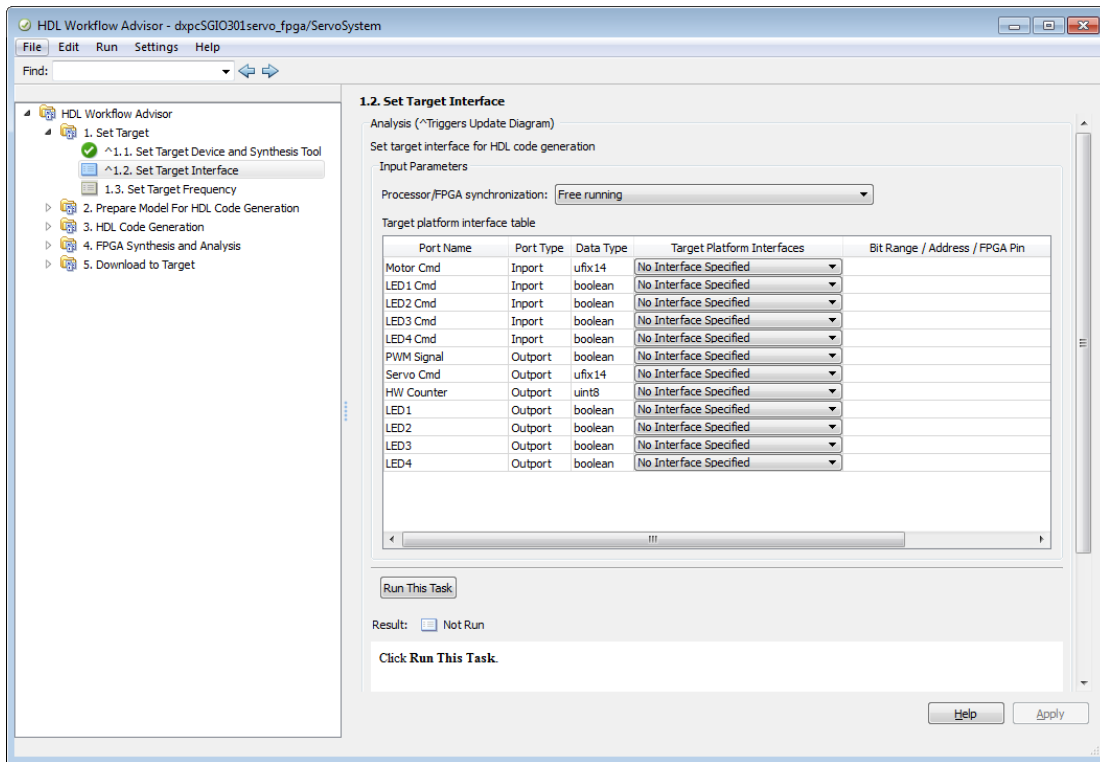 HDL Workflow Advisor - dxpcSGIO301servo_fpga/ServoSystem
File Edit Run Settings Help
Find:
HDL Workflow Advisor
1. Set Target
^1.1. Set Target Device and Synthesis Tool
^1.2. Set Target Interface
1.3. Set Target Frequency
2. Prepare Model For HDL Code Generation
3. HDL Code Generation
4. FPGA Synthesis and Analysis
5. Download to Target
1.2. Set Target Interface
Analysis (^Triggers Update Diagram)
Set target interface for HDL code generation
Input Parameters
Processor/FPGA synchronization: Free running
Target platform interface table
Port Name Port Type Data Type Target Platform Interfaces Bit Range / Address / FPGA Pin
Motor Cmd Inport ufix14 No Interface Specified
LED1 Cmd Inport boolean No Interface Specified
LED2 Cmd Inport boolean No Interface Specified
LED3 Cmd Inport boolean No Interface Specified
LED4 Cmd Inport boolean No Interface Specified
PWM Signal Outport boolean No Interface Specified
Servo Cmd Outport ufix14 No Interface Specified
HW Counter Outport uint8 No Interface Specified
LED1 Outport boolean No Interface Specified
LED2 Outport boolean No Interface Specified
LED3 Outport boolean No Interface Specified
LED4 Outport boolean No Interface Specified
Run This Task
Result: Not Run
Click Run This Task.
Help Apply